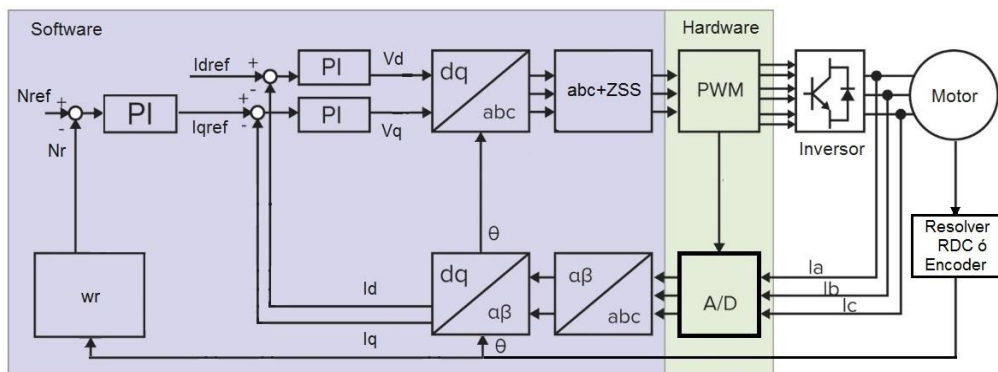 Software
Hardware
Idref
+
-
PI
Vd
dq
abc
abc+ZSS
PWM
Inversor
Motor
Nref
+
-
Nr
PI
Iqref
+
-
PI
Vq
θ
Resolver
RDC ó
Encoder
wr
Id
Iq
dq
αβ
θ
αβ
abc
A/D
Ia
Ib
Ic